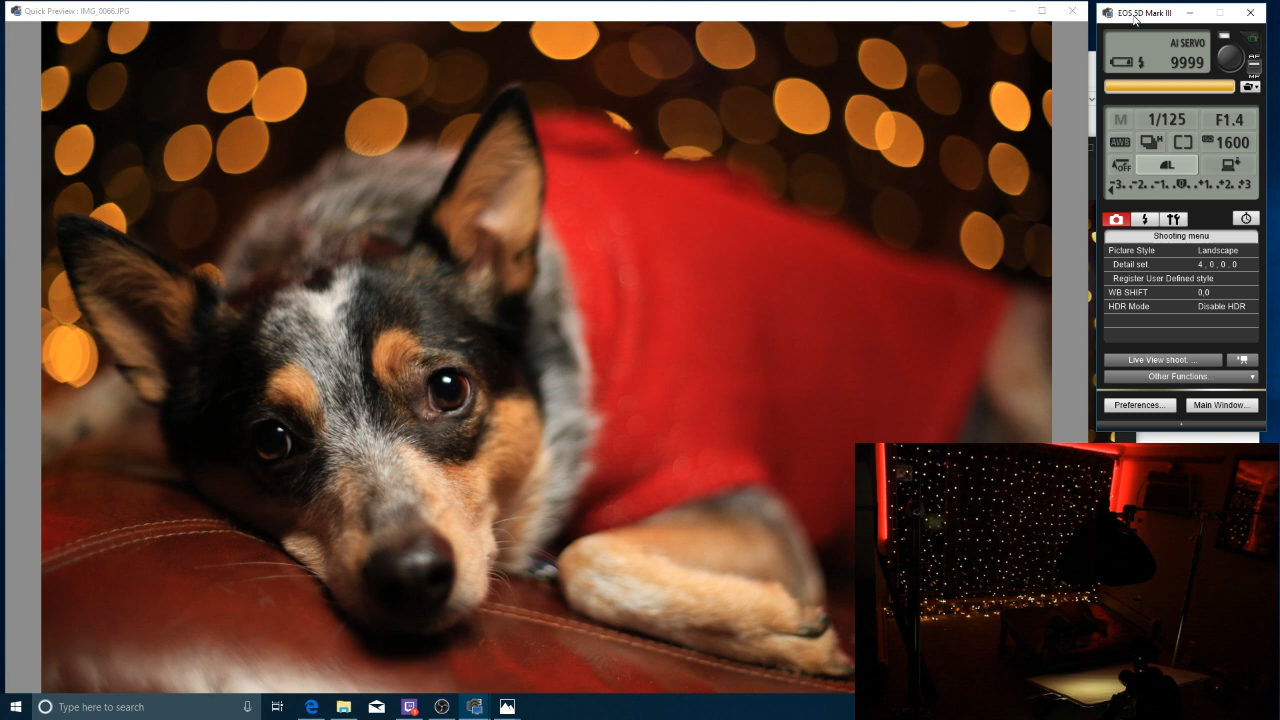 Quick Preview : IMG_0066.JPG
EOS 5D Mark III
AI SERVO
9999
AF
MF
M 1/125 F1.4
AWB H ISO 1600
OFF L
-3..-2..-1..0..+1..+2..+3
Shooting menu
Picture Style Landscape
Detail set. 4 , 0 , 0 , 0
Register User Defined style
WB SHIFT 0,0
HDR Mode Disable HDR
Live View shoot. ...
Other Functions...
Preferences... Main Window...
Type here to search